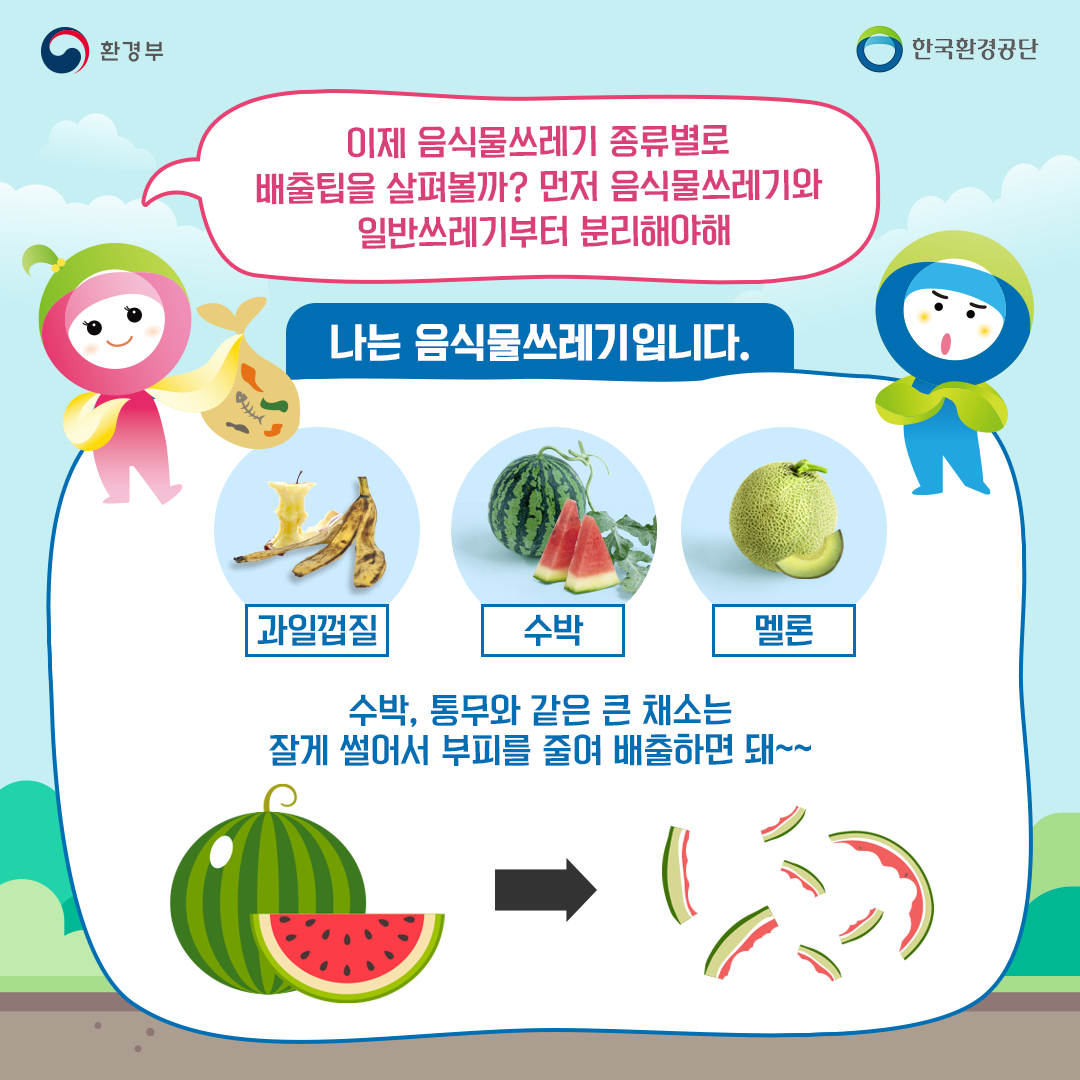 환경부
한국환경공단
이제 음식물쓰레기 종류별로
배출팁을 살펴볼까? 먼저 음식물쓰레기와
일반쓰레기부터 분리해야해
나는 음식물쓰레기입니다.
과일껍질
수박
멜론
수박, 통무와 같은 큰 채소는
잘게 썰어서 부피를 줄여 배출하면 돼~~